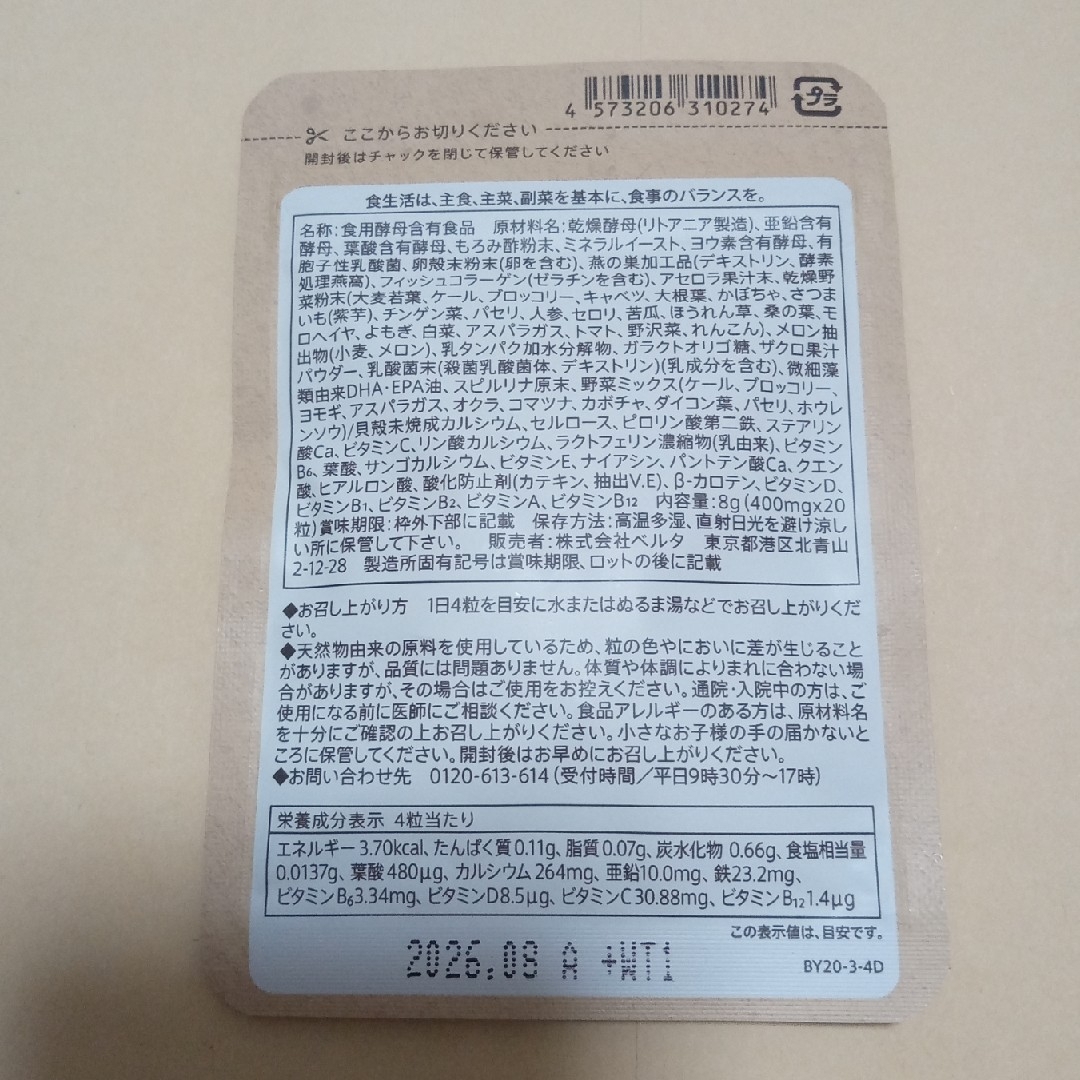 4 573206 310274
プラ
ここからお切りください
開封後はチャックを閉じて保管してください
食生活は、主食、主菜、副菜を基本に、食事のバランスを。
名称:食用酵母含有食品 原材料名:乾燥酵母(リトアニア製造)、亜鉛含有
酵母、葉酸含有酵母、もろみ酢粉末、ミネラルイースト、ヨウ素含有酵母、有
胞子性乳酸菌、卵殻末粉末(卵を含む)、燕の巣加工品(デキストリン、酵素
処理燕窩)、フィッシュコラーゲン(ゼラチンを含む)、アセロラ果汁末、乾燥野
菜粉末(大麦若葉、ケール、ブロッコリー、キャベツ、大根葉、かぼちゃ、さつま
いも(紫芋)、チンゲン菜、パセリ、人参、セロリ、苦瓜、ほうれん草、桑の葉、モ
ロヘイヤ、よもぎ、白菜、アスパラガス、トマト、野沢菜、れんこん)、メロン抽
出物(小麦、メロン)、乳タンパク加水分解物、ガラクトオリゴ糖、ザクロ果汁
パウダー、乳酸菌末(殺菌乳酸菌体、デキストリン)(乳成分を含む)、微細藻
類由来DHA・EPA油、スピルリナ原末、野菜ミックス(ケール、ブロッコリー、
ヨモギ、アスパラガス、オクラ、コマツナ、カボチャ、ダイコン葉、パセリ、ホウレ
ンソウ)/貝殻未焼成カルシウム、セルロース、ピロリン酸第二鉄、ステアリン
酸Ca、ビタミンC、リン酸カルシウム、ラクトフェリン濃縮物(乳由来)、ビタミン
B6、葉酸、サンゴカルシウム、ビタミンE、ナイアシン、パントテン酸Ca、クエン
酸、ヒアルロン酸、酸化防止剤(カテキン、抽出V.E)、β-カロテン、ビタミンD、
ビタミンB1、ビタミンB2、ビタミンA、ビタミンB12 内容量:8g(400mg×20
粒)賞味期限:枠外下部に記載 保存方法:高温多湿、直射日光を避け涼し
い所に保管して下さい。 販売者:株式会社ベルタ 東京都港区北青山
2-12-28 製造所固有記号は賞味期限、ロットの後に記載
◆お召し上がり方 1日4粒を目安に水またはぬるま湯などでお召し上がりくだ
さい。
◆天然物由来の原料を使用しているため、粒の色やにおいに差が生じること
がありますが、品質には問題ありません。体質や体調によりまれに合わない場
合がありますが、その場合はご使用をお控えください。通院・入院中の方は、ご
使用になる前に医師にご相談ください。食品アレルギーのある方は、原材料名
を十分にご確認の上お召し上がりください。小さなお子様の手の届かないと
ころに保管してください。開封後はお早めにお召し上がりください。
◆お問い合わせ先 0120-613-614(受付時間/平日9時30分〜17時)
栄養成分表示 4粒当たり
エネルギー3.70kcal、たんぱく質0.11g、脂質0.07g、炭水化物 0.66g、食塩相当量
0.0137g、葉酸480μg、カルシウム264mg、亜鉛10.0mg、鉄23.2mg、
ビタミンB6 3.34mg、ビタミンD8.5μg、ビタミンC30.88mg、ビタミンB12 1.4μg
この表示値は、目安です。
2026.08 A +WT1
BY20-3-4D